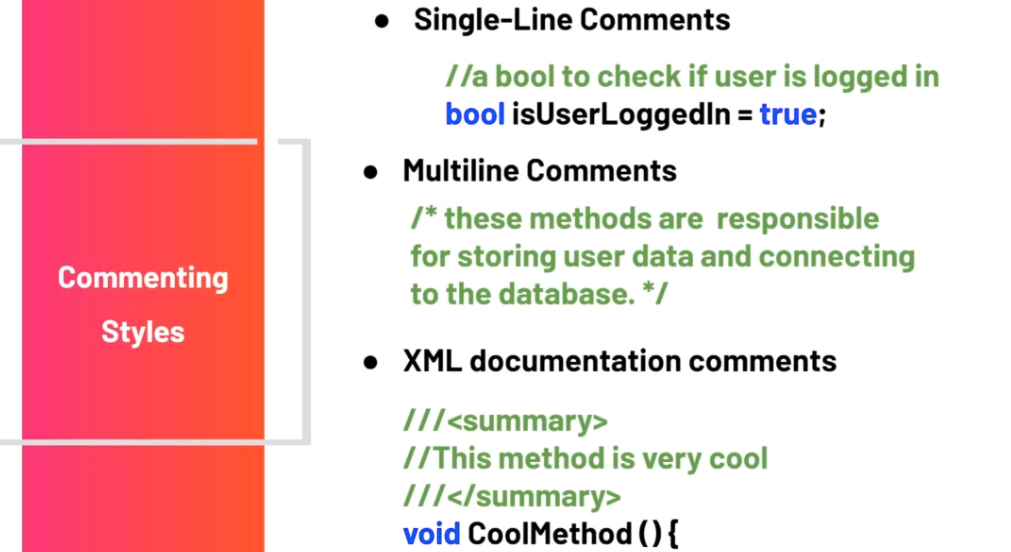 Commenting
Styles
• Single-Line Comments
//a bool to check if user is logged in
bool isUserLoggedIn = true;
• Multiline Comments
/* these methods are  responsible
for storing user data and connecting
to the database. */
• XML documentation comments
///<summary>
//This method is very cool
///</summary>
void CoolMethod () {